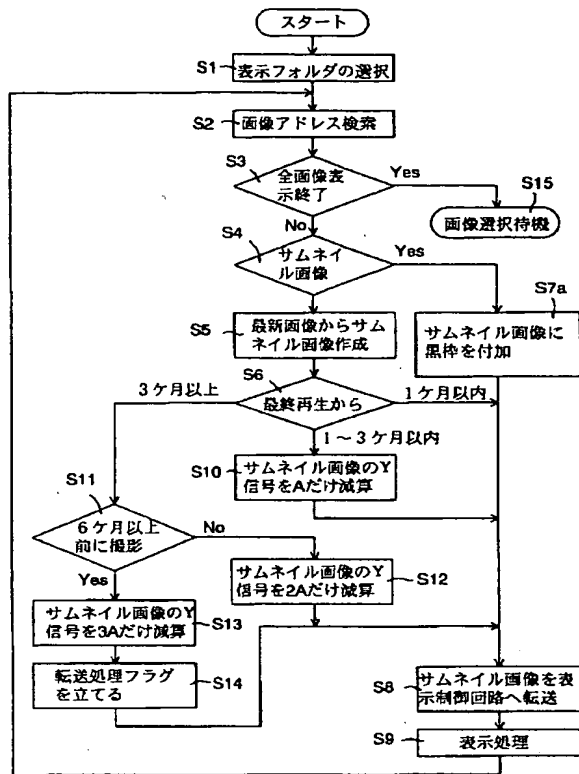 スタート
S1
表示フォルダの選択
S2
画像アドレス検索
S3
全画像表
示終了
Yes
S15
画像選択待機
No
S4
サムネイ
ル画像
Yes
S7a
サムネイル画像に
黒枠を付加
S5
最新画像からサム
ネイル画像作成
S6
最終再生から
3ケ月以上
1ケ月以内
1～3ケ月以内
S10
サムネイル画像のY
信号をAだけ減算
S11
6ケ月以上
前に撮影
No
Yes
サムネイル画像のY
信号を2Aだけ減算
S12
サムネイル画像のY
信号を3Aだけ減算
S13
転送処理フラグ
を立てる
S14
S8
サムネイル画像を表
示制御回路へ転送
S9
表示処理